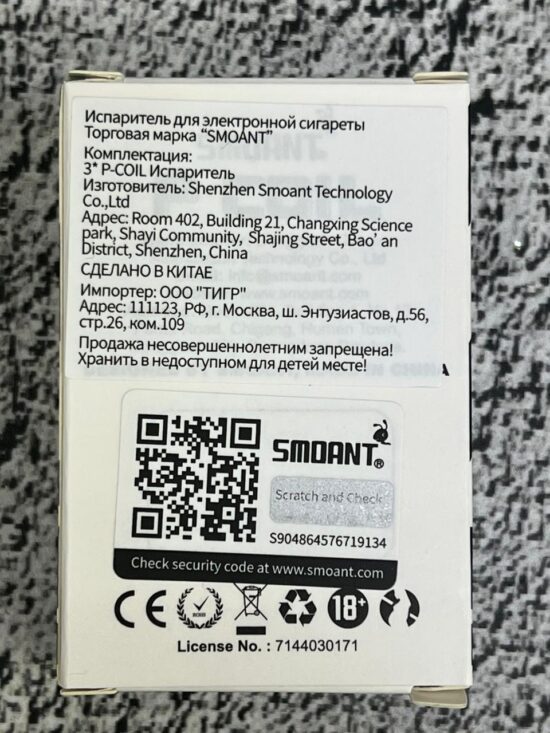 Испаритель для электронной сигареты
Торговая марка “SMOANT”
Комплектация:
3* P-COIL Испаритель
Изготовитель: Shenzhen Smoant Technology
Co.,Ltd
Адрес: Room 402, Building 21, Changxing Science
park, Shayi Community, Shajing Street, Bao’ an
District, Shenzhen, China
СДЕЛАНО В КИТАЕ
Импортер: ООО "ТИГР"
Адрес: 111123, РФ, г. Москва, ш. Энтузиастов, д.56,
стр.26, ком.109
Продажа несовершеннолетним запрещена!
Хранить в недоступном для детей месте!
SMOANT®
Scratch and Check
S904864576719134
Check security code at www.smoant.com
CE
18+
License No. : 7144030171